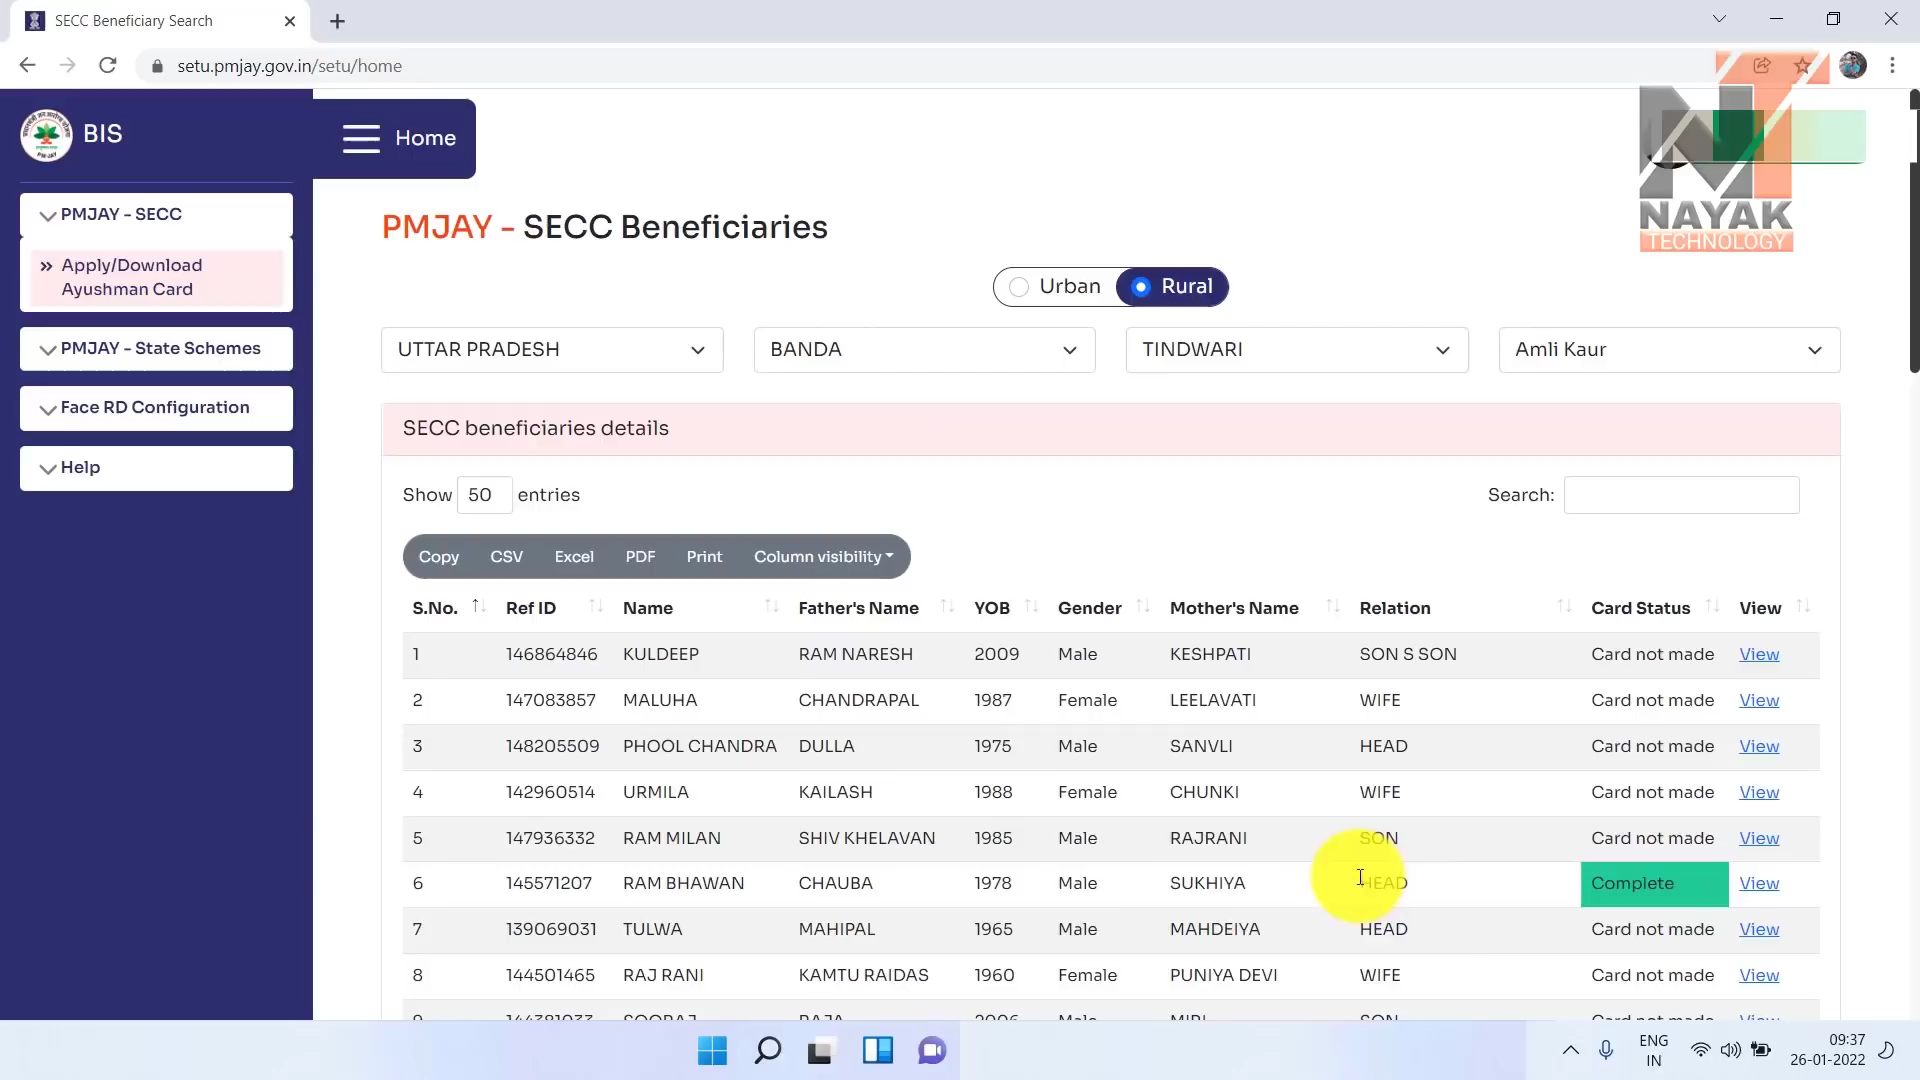 SECC Beneficiary Search
setu.pmjay.gov.in/setu/home
BIS
Home
PMJAY - SECC
Apply/Download
Ayushman Card
PMJAY - State Schemes
Face RD Configuration
Help
NAYAK
TECHNOLOGY
PMJAY - SECC Beneficiaries
Urban Rural
UTTAR PRADESH BANDA TINDWARI Amli Kaur
SECC beneficiaries details
Show 50 entries Search:
Copy CSV Excel PDF Print Column visibility
S.No. Ref ID Name Father's Name YOB Gender Mother's Name Relation Card Status View
1 146864846 KULDEEP RAM NARESH 2009 Male KESHPATI SON S SON Card not made View
2 147083857 MALUHA CHANDRAPAL 1987 Female LEELAVATI WIFE Card not made View
3 148205509 PHOOL CHANDRA DULLA 1975 Male SANVLI HEAD Card not made View
4 142960514 URMILA KAILASH 1988 Female CHUNKI WIFE Card not made View
5 147936332 RAM MILAN SHIV KHELAVAN 1985 Male RAJRANI SON Card not made View
6 145571207 RAM BHAWAN CHAUBA 1978 Male SUKHIYA HEAD Complete View
7 139069031 TULWA MAHIPAL 1965 Male MAHDEIYA HEAD Card not made View
8 144501465 RAJ RANI KAMTU RAIDAS 1960 Female PUNIYA DEVI WIFE Card not made View
ENG
IN
09:37
26-01-2022